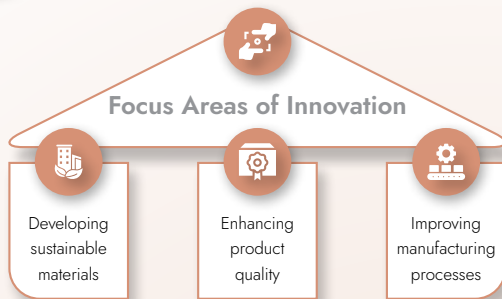 Focus Areas of Innovation
Developing
sustainable
materials
Enhancing
product
quality
Improving
manufacturing
processes